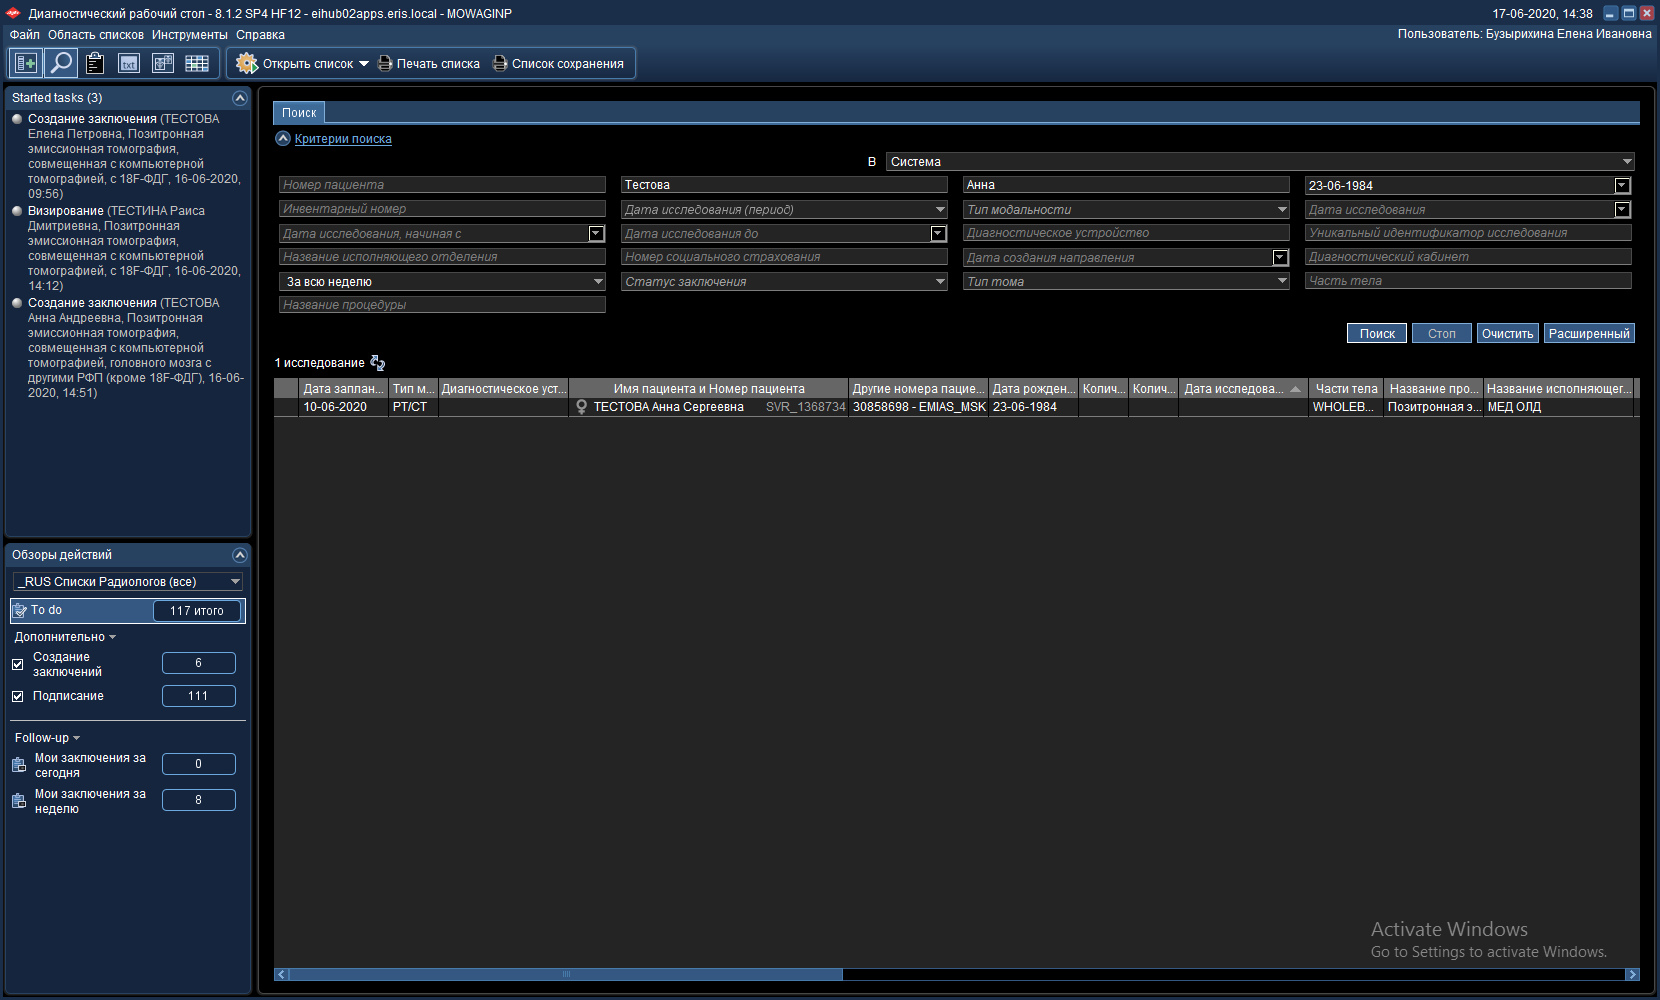 Диагностический рабочий стол - 8.1.2 SP4 HF12 - eihub02apps.eris.local - MOWAGINP
17-06-2020, 14:38
Файл Область списков Инструменты Справка
Пользователь: Бузырихина Елена Ивановна
txt
Открыть список Печать списка Список сохранения
Started tasks (3)
Создание заключения (ТЕСТОВА
Елена Петровна, Позитронная
эмиссионная томография,
совмещенная с компьютерной
томографией, с 18F-ФДГ, 16-06-2020,
09:56)
Визирование (ТЕСТИНА Раиса
Дмитриевна, Позитронная
эмиссионная томография,
совмещенная с компьютерной
томографией, с 18F-ФДГ, 16-06-2020,
14:12)
Создание заключения (ТЕСТОВА
Анна Андреевна, Позитронная
эмиссионная томография,
совмещенная с компьютерной
томографией, головного мозга с
другими РФП (кроме 18F-ФДГ), 16-06-
2020, 14:51)
Обзоры действий
_RUS Списки Радиологов (все)
To do 117 итого
Дополнительно
Создание
заключений
6
Подписание 111
Follow-up
Мои заключения за
сегодня
0
Мои заключения за
неделю
8
Поиск
Критерии поиска
В Система
Номер пациента Тестова Анна 23-06-1984
Инвентарный номер Дата исследования (период) Тип модальности Дата исследования
Дата исследования, начиная с Дата исследования до Диагностическое устройство Уникальный идентификатор исследования
Название исполняющего отделения Номер социального страхования Дата создания направления Диагностический кабинет
За всю неделю Статус заключения Тип тома Часть тела
Название процедуры
Поиск Стоп Очистить Расширенный
1 исследование
Дата заплан... Тип м... Диагностическое уст... Имя пациента и Номер пациента Другие номера пацие... Дата рожден... Колич... Колич... Дата исследова... Части тела Название про... Название исполняющег...
10-06-2020 PT/CT ТЕСТОВА Анна Сергеевна SVR_1368734 30858698 - EMIAS_MSK 23-06-1984 WHOLEB... Позитронная э... МЕД ОЛД
Activate Windows
Go to Settings to activate Windows.